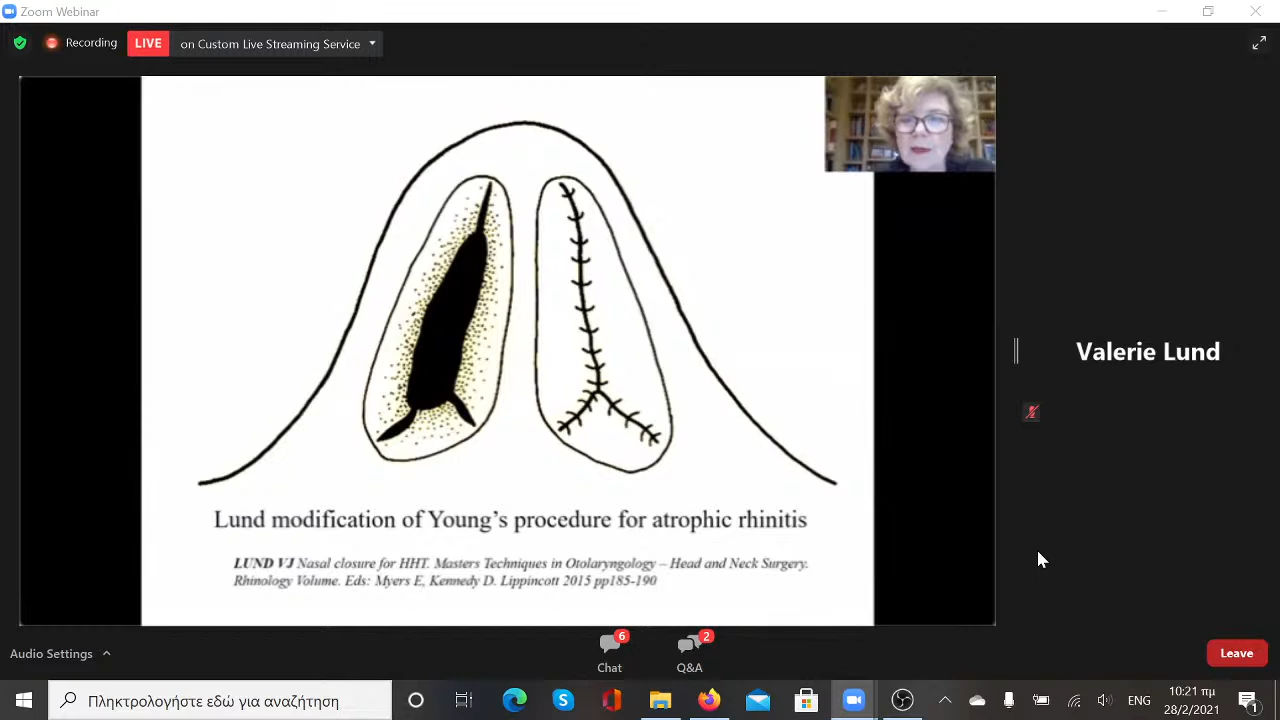 Zoom Webinar
Recording
LIVE
on Custom Live Streaming Service
Lund modification of Young's procedure for atrophic rhinitis
LUND VJ Nasal closure for HHT. Masters Techniques in Otolaryngology – Head and Neck Surgery.
Rhinology Volume. Eds: Myers E, Kennedy D. Lippincott 2015 pp185-190
Valerie Lund
Audio Settings
6
Chat
2
Q&A
Leave
Πληκτρολογήστε εδώ για αναζήτηση
ENG
10:21 πμ
28/2/2021
1